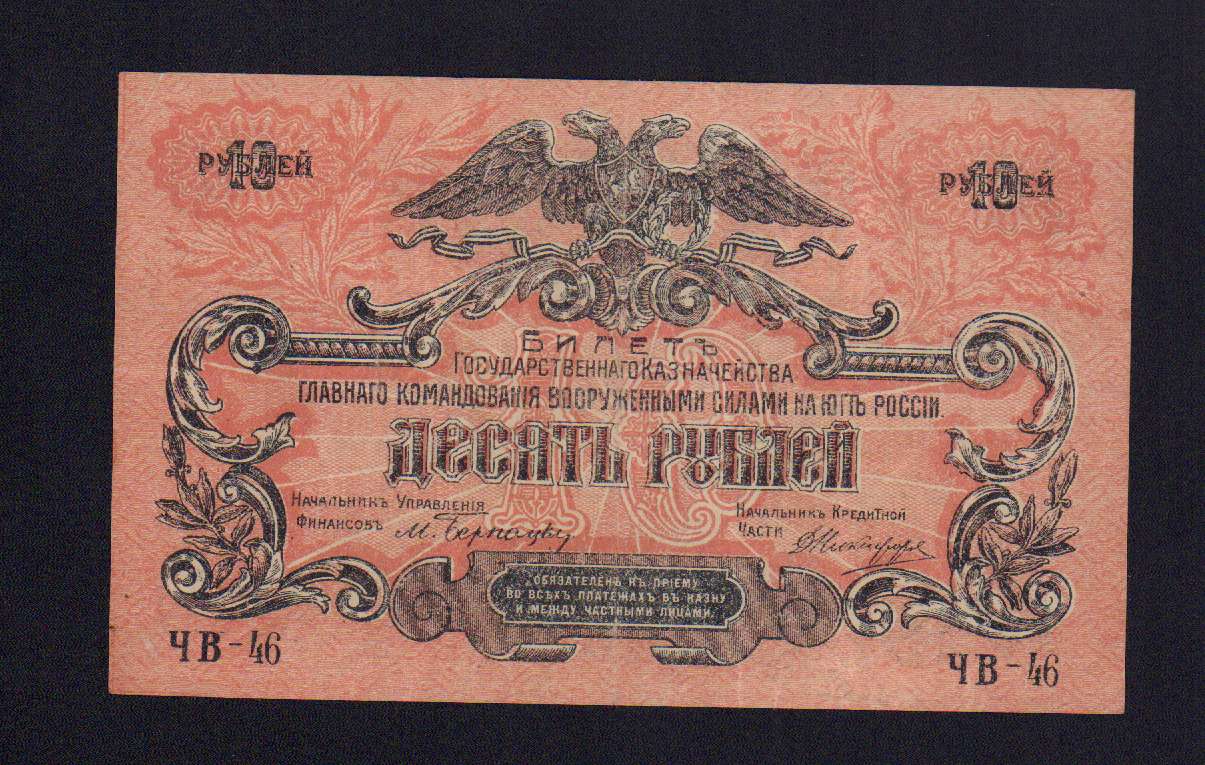 10
РУБЛЕЙ
10
РУБЛЕЙ
БИЛЕТЪ
ГОСУДАРСТВЕННАГО КАЗНАЧЕЙСТВА
ГЛАВНАГО КОМАНДОВАНІЯ ВООРУЖЕННЫМИ СИЛАМИ НА ЮГѢ РОССІИ.
ДЕСЯТЬ РУБЛЕЙ
НАЧАЛЬНИКЪ УПРАВЛЕНІЯ
ФИНАНСОВЪ
НАЧАЛЬНИКЪ КРЕДИТНОЙ
ЧАСТИ
ОБЯЗАТЕЛЕНЪ КЪ ПРІЕМУ
ВО ВСѢХЪ ПЛАТЕЖАХЪ ВЪ КАЗНУ
И МЕЖДУ ЧАСТНЫМИ ЛИЦАМИ.
ЧВ-46
ЧВ-46